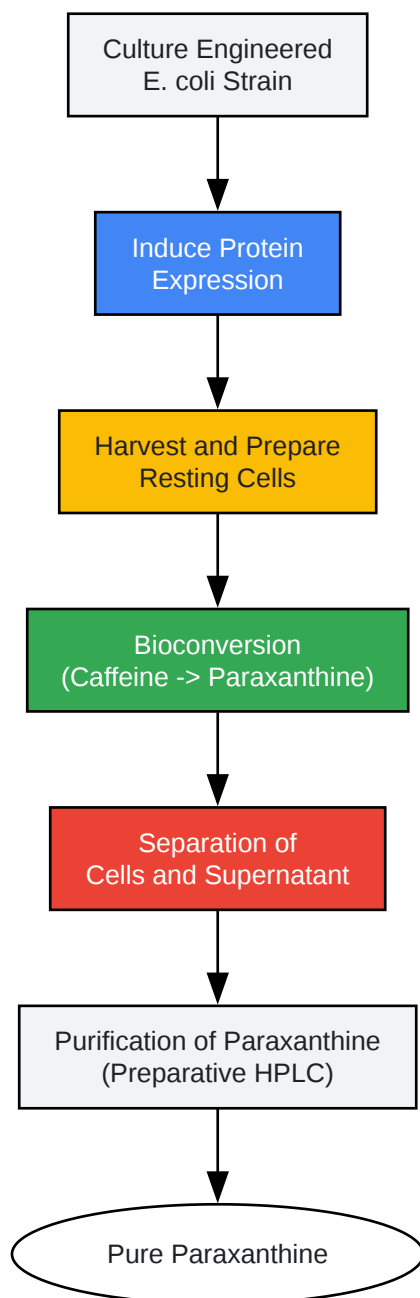 Culture Engineered
E. coli Strain
Induce Protein
Expression
Harvest and Prepare
Resting Cells
Bioconversion
(Caffeine -> Paraxanthine)
Separation of
Cells and Supernatant
Purification of Paraxanthine
(Preparative HPLC)
Pure Paraxanthine